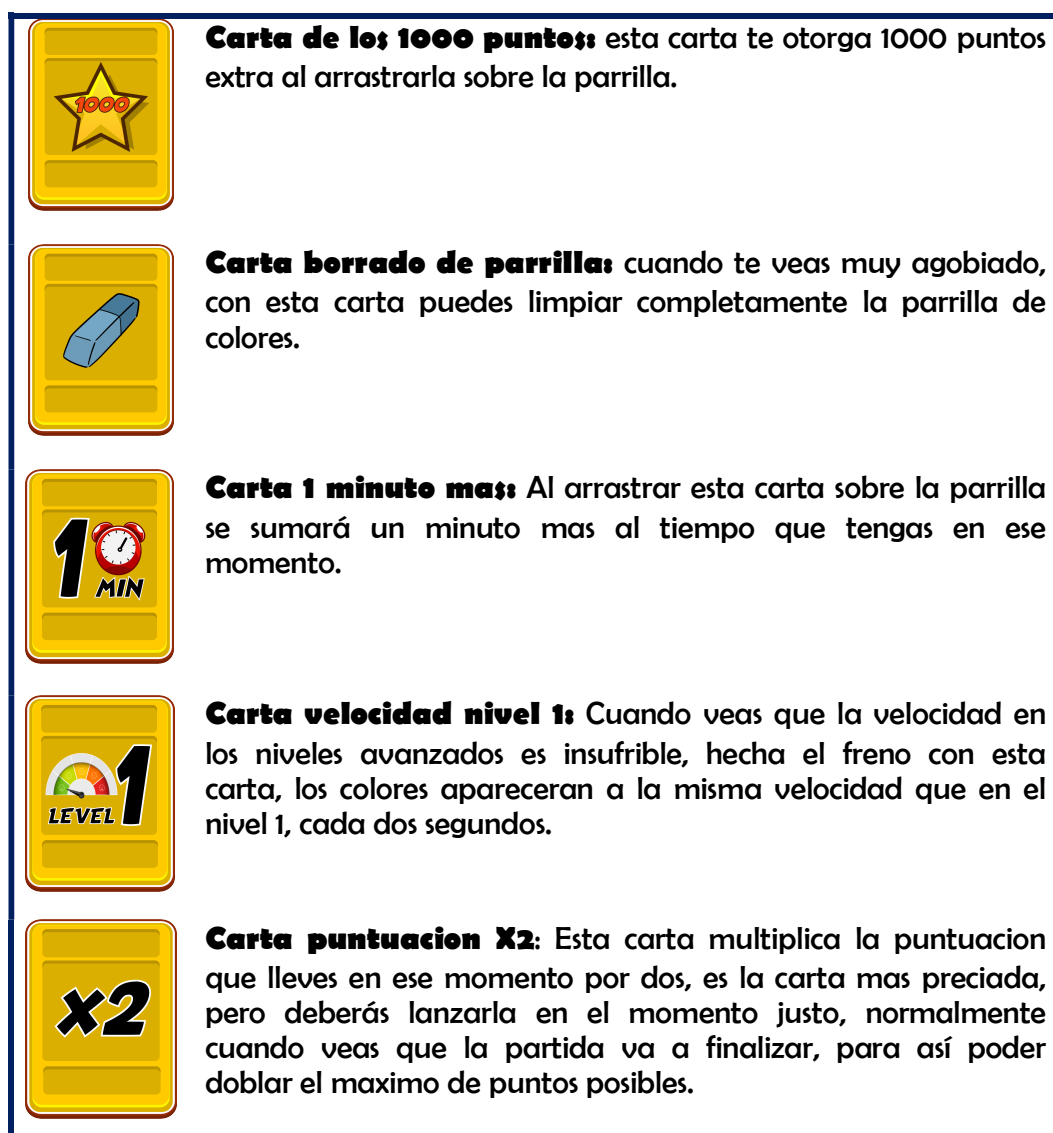 1000
Carta de los 1000 puntos: esta carta te otorga 1000 puntos
extra al arrastrarla sobre la parrilla.
Carta borrado de parrilla: cuando te veas muy agobiado,
con esta carta puedes limpiar completamente la parrilla de
colores.
1
MIN
Carta 1 minuto mas: Al arrastrar esta carta sobre la parrilla
se sumará un minuto mas al tiempo que tengas en ese
momento.
LEVEL 1
Carta velocidad nivel 1: Cuando veas que la velocidad en
los niveles avanzados es insufrible, hecha el freno con esta
carta, los colores apareceran a la misma velocidad que en el
nivel 1, cada dos segundos.
x2
Carta puntuacion X2: Esta carta multiplica la puntuacion
que lleves en ese momento por dos, es la carta mas preciada,
pero deberás lanzarla en el momento justo, normalmente
cuando veas que la partida va a finalizar, para así poder
doblar el maximo de puntos posibles.